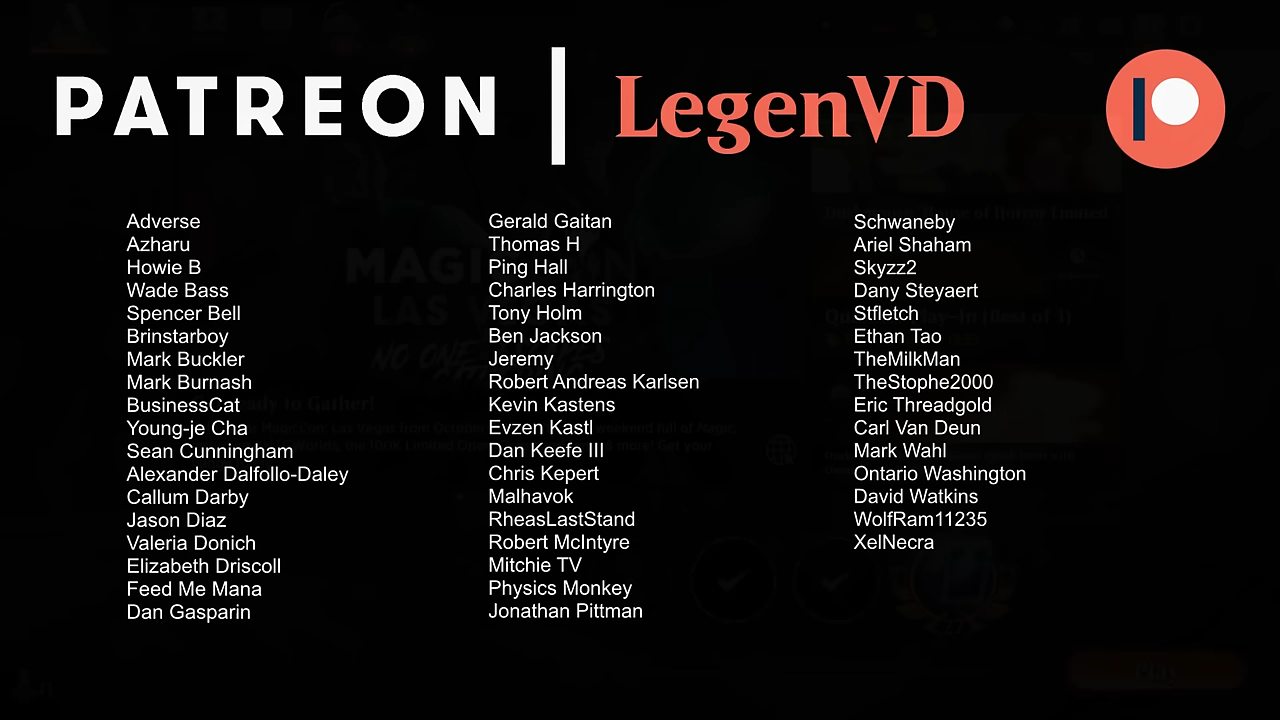 PATREON | LegenVD
Adverse
Azharu
Howie B
Wade Bass
Spencer Bell
Brinstarboy
Mark Buckler
Mark Burnash
BusinessCat
Young-je Cha
Sean Cunningham
Alexander Dalfollo-Daley
Callum Darby
Jason Diaz
Valeria Donich
Elizabeth Driscoll
Feed Me Mana
Dan Gasparin
Gerald Gaitan
Thomas H
Ping Hall
Charles Harrington
Tony Holm
Ben Jackson
Jeremy
Robert Andreas Karlsen
Kevin Kastens
Evzen Kastl
Dan Keefe III
Chris Kepert
Malhavok
RheasLastStand
Robert McIntyre
Mitchie TV
Physics Monkey
Jonathan Pittman
Schwaneby
Ariel Shaham
Skyzz2
Dany Steyaert
Stfletch
Ethan Tao
TheMilkMan
TheStophe2000
Eric Threadgold
Carl Van Deun
Mark Wahl
Ontario Washington
David Watkins
WolfRam11235
XelNecra